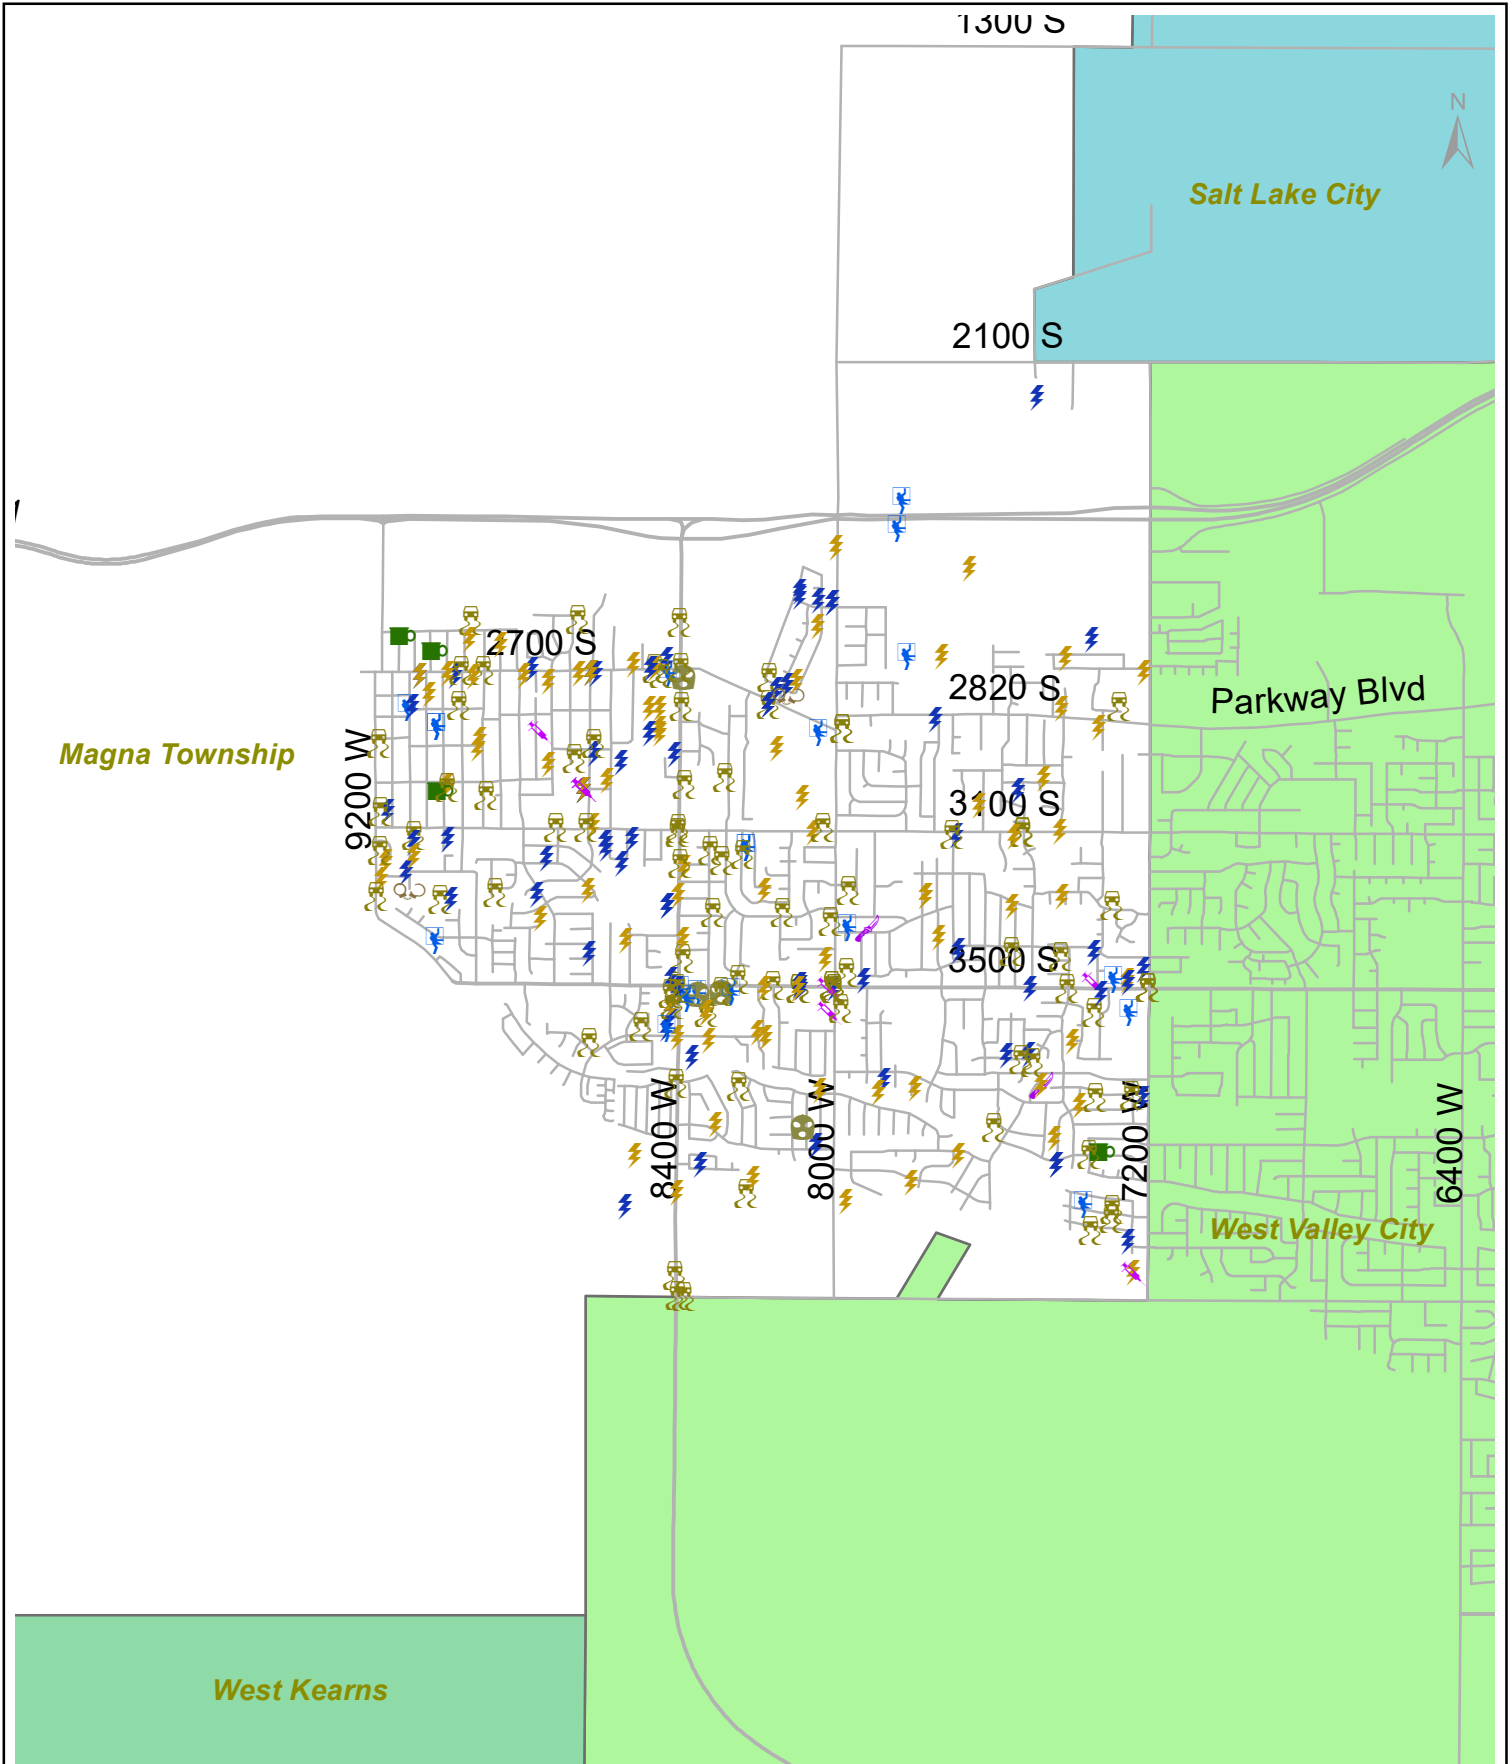 1300 S
N
Salt Lake City
2100 S
2700 S
2820 S
Parkway Blvd
Magna Township
9200 W
3100 S
3500 S
8400 W
8000 W
7200 W
6400 W
West Valley City
West Kearns